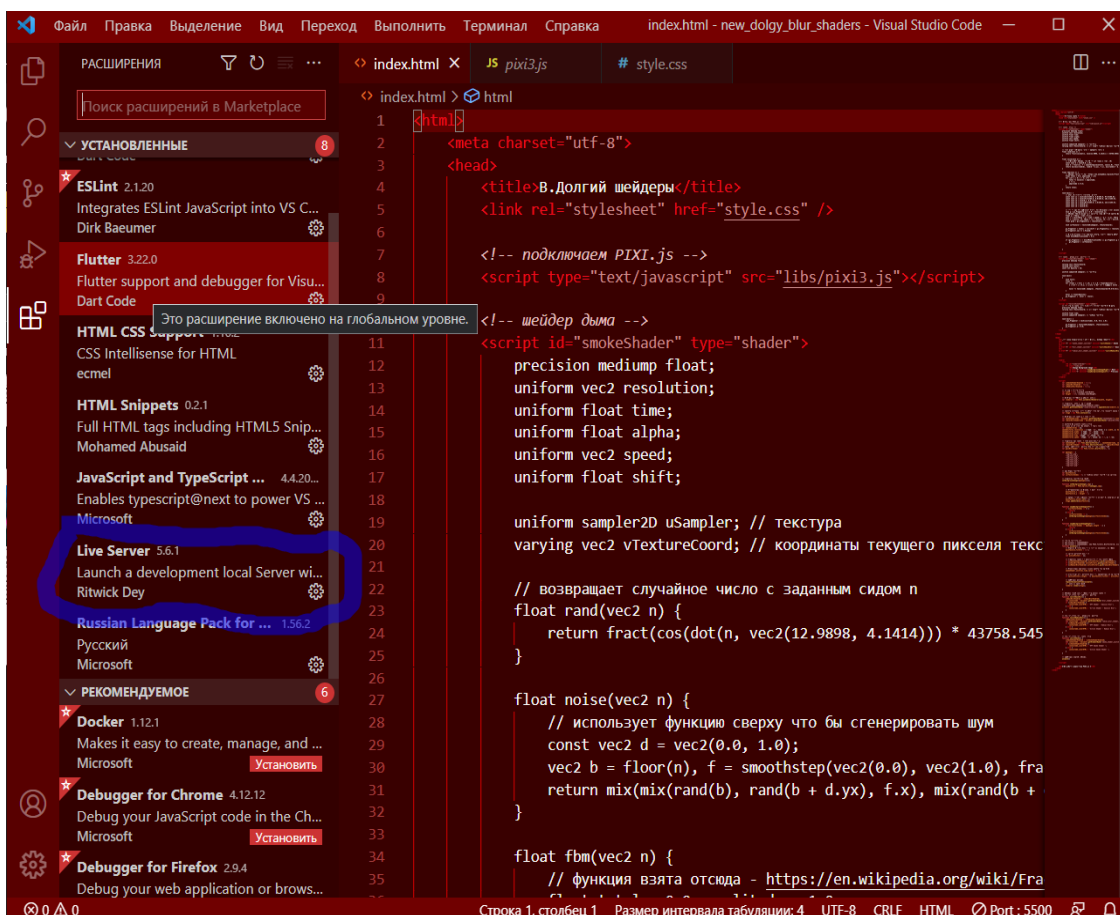 Файл Правка Выделение Вид Переход Выполнить Терминал Справка index.html - new_dolgy_blur_shaders - Visual Studio Code
РАСШИРЕНИЯ
Поиск расширений в Marketplace
УСТАНОВЛЕННЫЕ 8
ESLint 2.1.20
Integrates ESLint JavaScript into VS C...
Dirk Baeumer
Flutter 3.22.0
Flutter support and debugger for Visu...
Dart Code
Это расширение включено на глобальном уровне.
HTML CSS
CSS Intellisense for HTML
ecmel
HTML Snippets 0.2.1
Full HTML tags including HTML5 Snip...
Mohamed Abusaid
JavaScript and TypeScript ... 4.4.20...
Enables typescript@next to power VS ...
Microsoft
Live Server 5.6.1
Launch a development local Server wi...
Ritwick Dey
Russian Language Pack for ... 1.56.2
Русский
Microsoft
РЕКОМЕНДУЕМОЕ 6
Docker 1.12.1
Makes it easy to create, manage, and ...
Microsoft Установить
Debugger for Chrome 4.12.12
Debug your JavaScript code in the Ch...
Microsoft Установить
Debugger for Firefox 2.9.4
Debug your web application or brows...
index.html JS pixi3.js # style.css
index.html > html
1 <html>
2 <meta charset="utf-8">
3 <head>
4 <title>В.Долгий шейдеры</title>
5 <link rel="stylesheet" href="style.css" />
6
7 <!-- подключаем PIXI.js -->
8 <script type="text/javascript" src="libs/pixi3.js"></script>
9
<!-- шейдер дыма -->
11 <script id="smokeShader" type="shader">
12 precision mediump float;
13 uniform vec2 resolution;
14 uniform float time;
15 uniform float alpha;
16 uniform vec2 speed;
17 uniform float shift;
18
19 uniform sampler2D uSampler; // текстура
20 varying vec2 vTextureCoord; // координаты текущего пикселя текс
21
22 // возвращает случайное число с заданным сидом n
23 float rand(vec2 n) {
24 return fract(cos(dot(n, vec2(12.9898, 4.1414))) * 43758.545
25 }
26
27 float noise(vec2 n) {
28 // использует функцию сверху что бы сгенерировать шум
29 const vec2 d = vec2(0.0, 1.0);
30 vec2 b = floor(n), f = smoothstep(vec2(0.0), vec2(1.0), fra
31 return mix(mix(rand(b), rand(b + d.yx), f.x), mix(rand(b +
32 }
33
34 float fbm(vec2 n) {
35 // функция взята отсюда - https://en.wikipedia.org/wiki/Fra
0 0 Строка 1, столбец 1 Размер интервала табуляции: 4 UTF-8 CRLF HTML Port : 5500